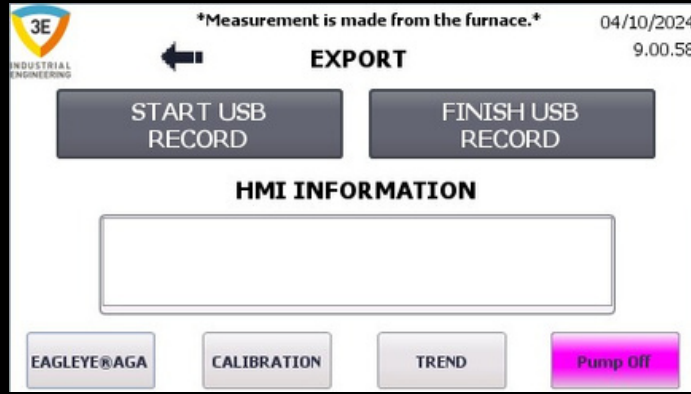 3E
INDUSTRIAL
ENGINEERING
*Measurement is made from the furnace.*
04/10/2024
9.00.58
EXPORT
START USB
RECORD
FINISH USB
RECORD
HMI INFORMATION
EAGLEYE®AGA
CALIBRATION
TREND
Pump Off